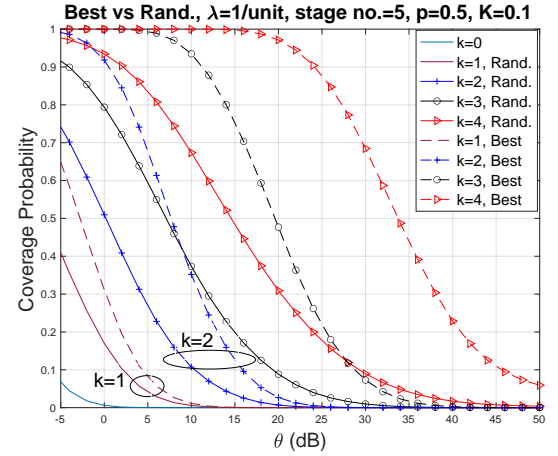 Best vs Rand., λ=1/unit, stage no.=5, p=0.5, K=0.1
Coverage Probability
1
0.9
0.8
0.7
0.6
0.5
0.4
0.3
0.2
0.1
0
k=0
k=1, Rand.
k=2, Rand.
k=3, Rand.
k=4, Rand.
k=1, Best
k=2, Best
k=3, Best
k=4, Best
k=2
k=1
-5 0 5 10 15 20 25 30 35 40 45 50
θ (dB)